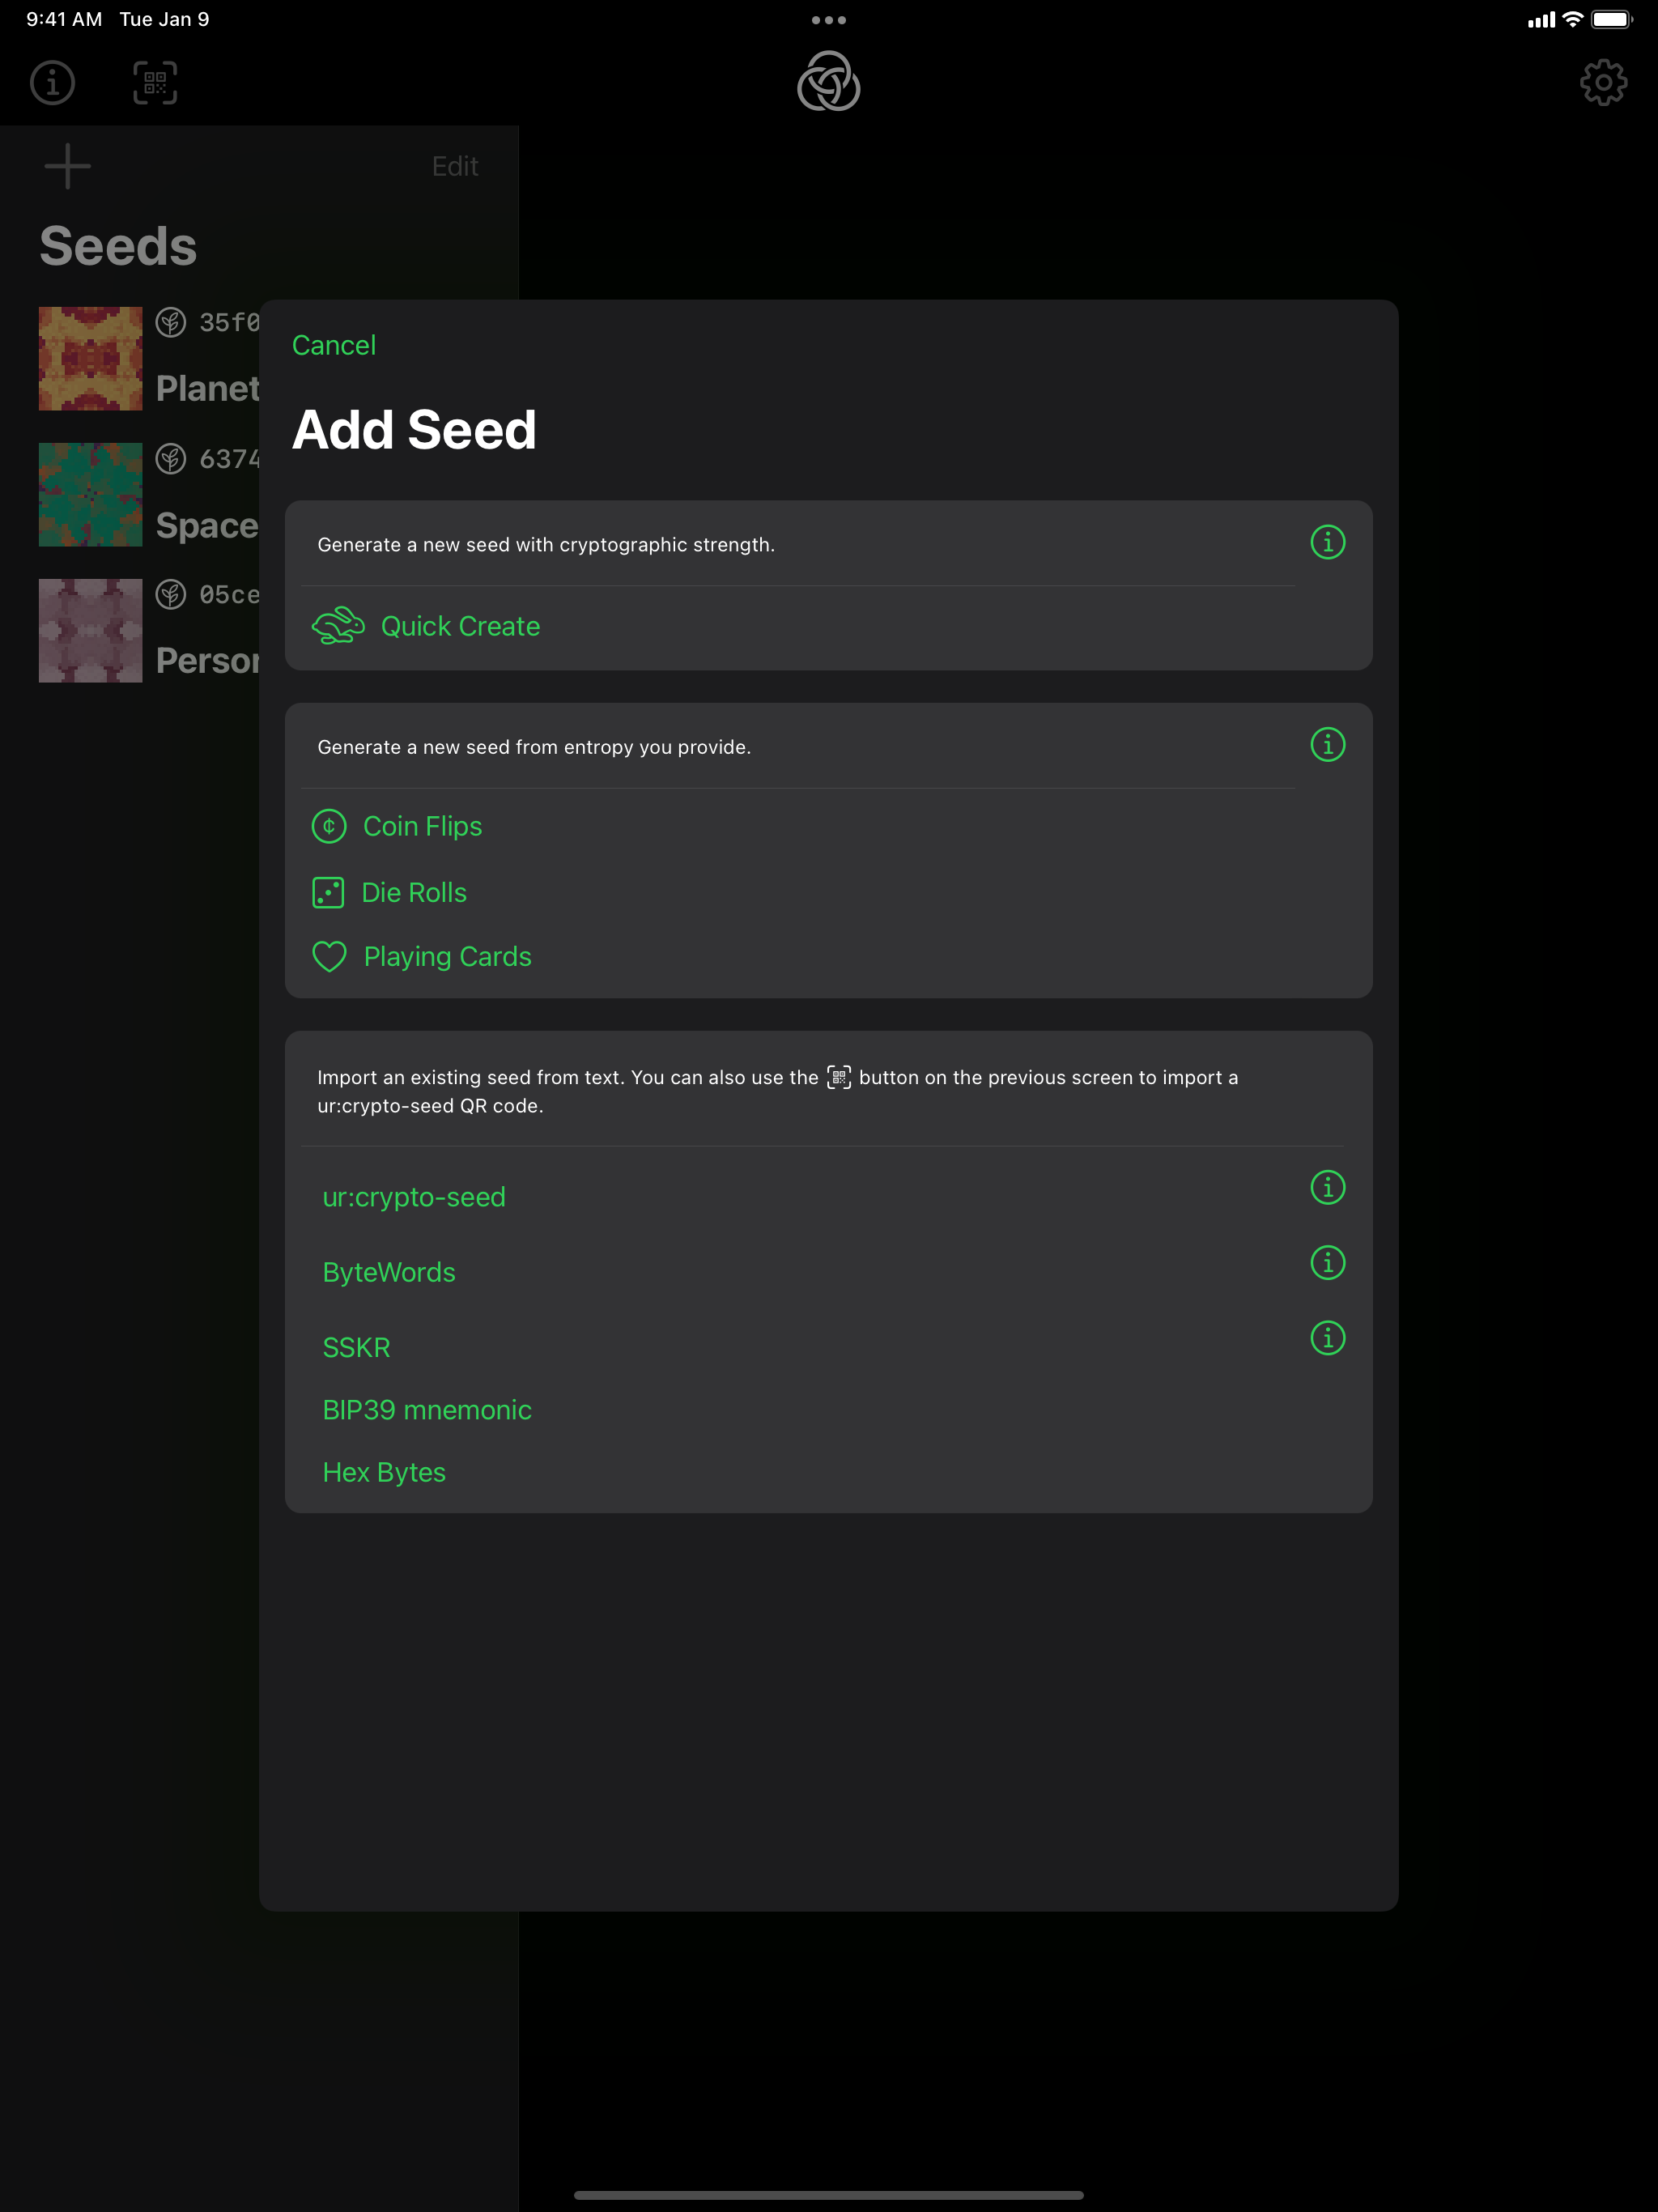 9:41 AM Tue Jan 9
Edit
Seeds
35f0
Planet
6374
Space
05ce
Person
Cancel
Add Seed
Generate a new seed with cryptographic strength.
Quick Create
Generate a new seed from entropy you provide.
Coin Flips
Die Rolls
Playing Cards
Import an existing seed from text. You can also use the button on the previous screen to import a
ur:crypto-seed QR code.
ur:crypto-seed
ByteWords
SSKR
BIP39 mnemonic
Hex Bytes